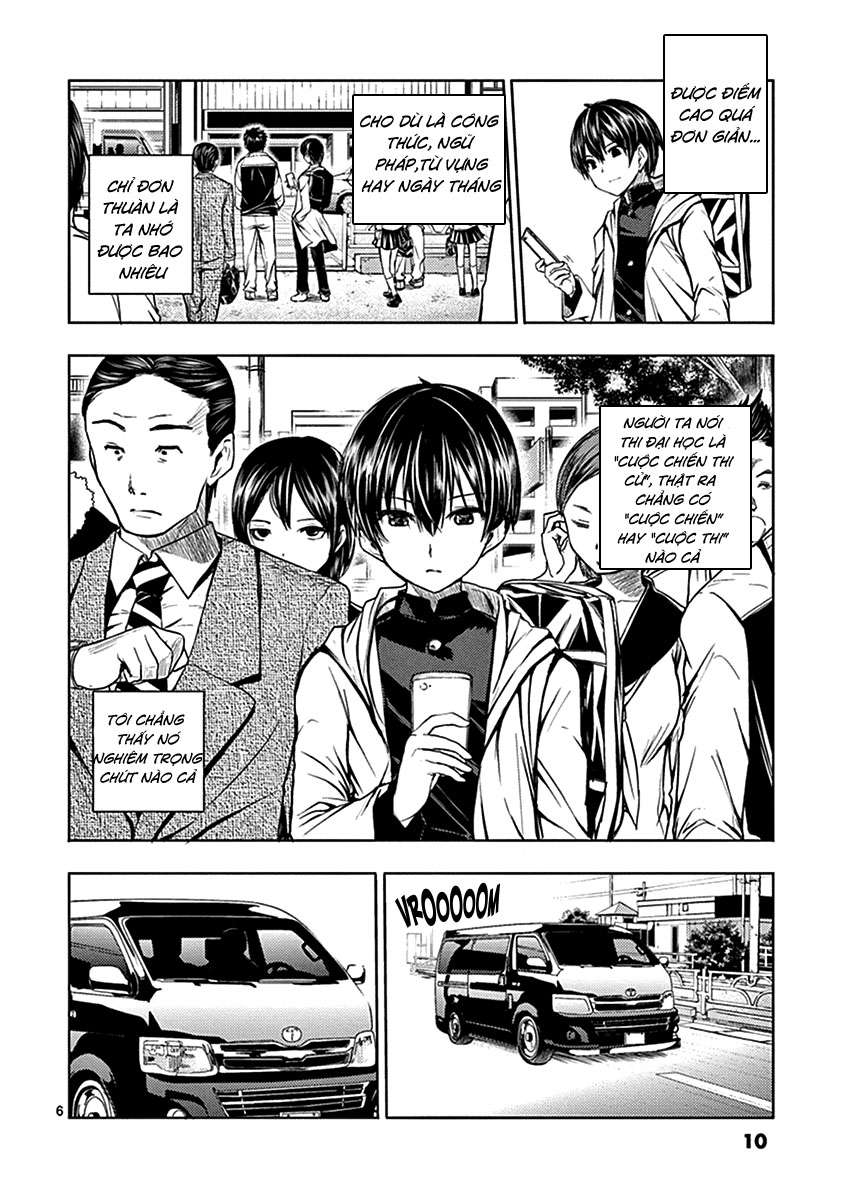 ĐƯỢC ĐIỂM
CAO QUÁ
ĐƠN GIẢN...
CHO DÙ LÀ CÔNG
THỨC, NGỮ
PHÁP,TỪ VỰNG
HAY NGÀY THÁNG
CHỈ ĐƠN
THUẦN LÀ
TA NHỚ
ĐƯỢC BAO
NHIÊU
NGƯỜI TA NÓI
THI ĐẠI HỌC LÀ
"CUỘC CHIẾN THI
CỬ", THẬT RA
CHẲNG CÓ
"CUỘC CHIẾN"
HAY "CUỘC THI"
NÀO CẢ
TÔI CHẲNG
THẤY NÓ
NGHIÊM TRỌNG
CHÚT NÀO CẢ
VROOOOOM
6
10